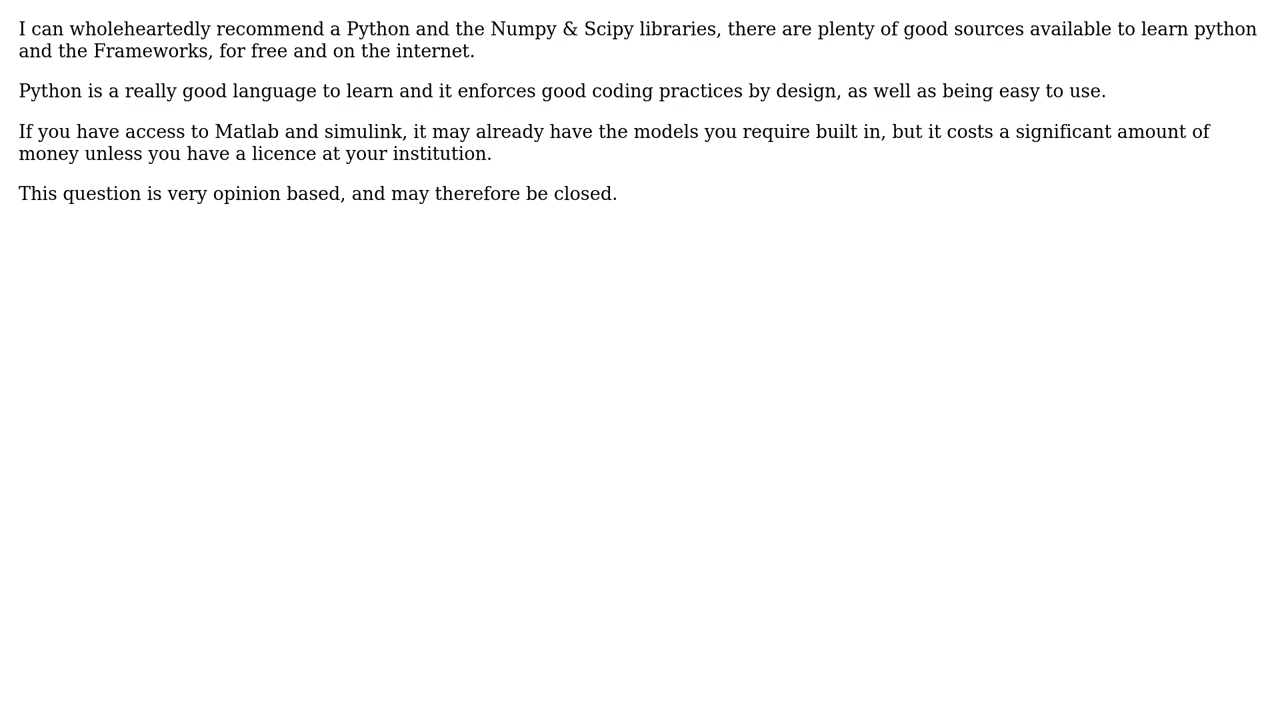 I can wholeheartedly recommend a Python and the Numpy & Scipy libraries, there are plenty of good sources available to learn python
and the Frameworks, for free and on the internet.
Python is a really good language to learn and it enforces good coding practices by design, as well as being easy to use.
If you have access to Matlab and simulink, it may already have the models you require built in, but it costs a significant amount of
money unless you have a licence at your institution.
This question is very opinion based, and may therefore be closed.